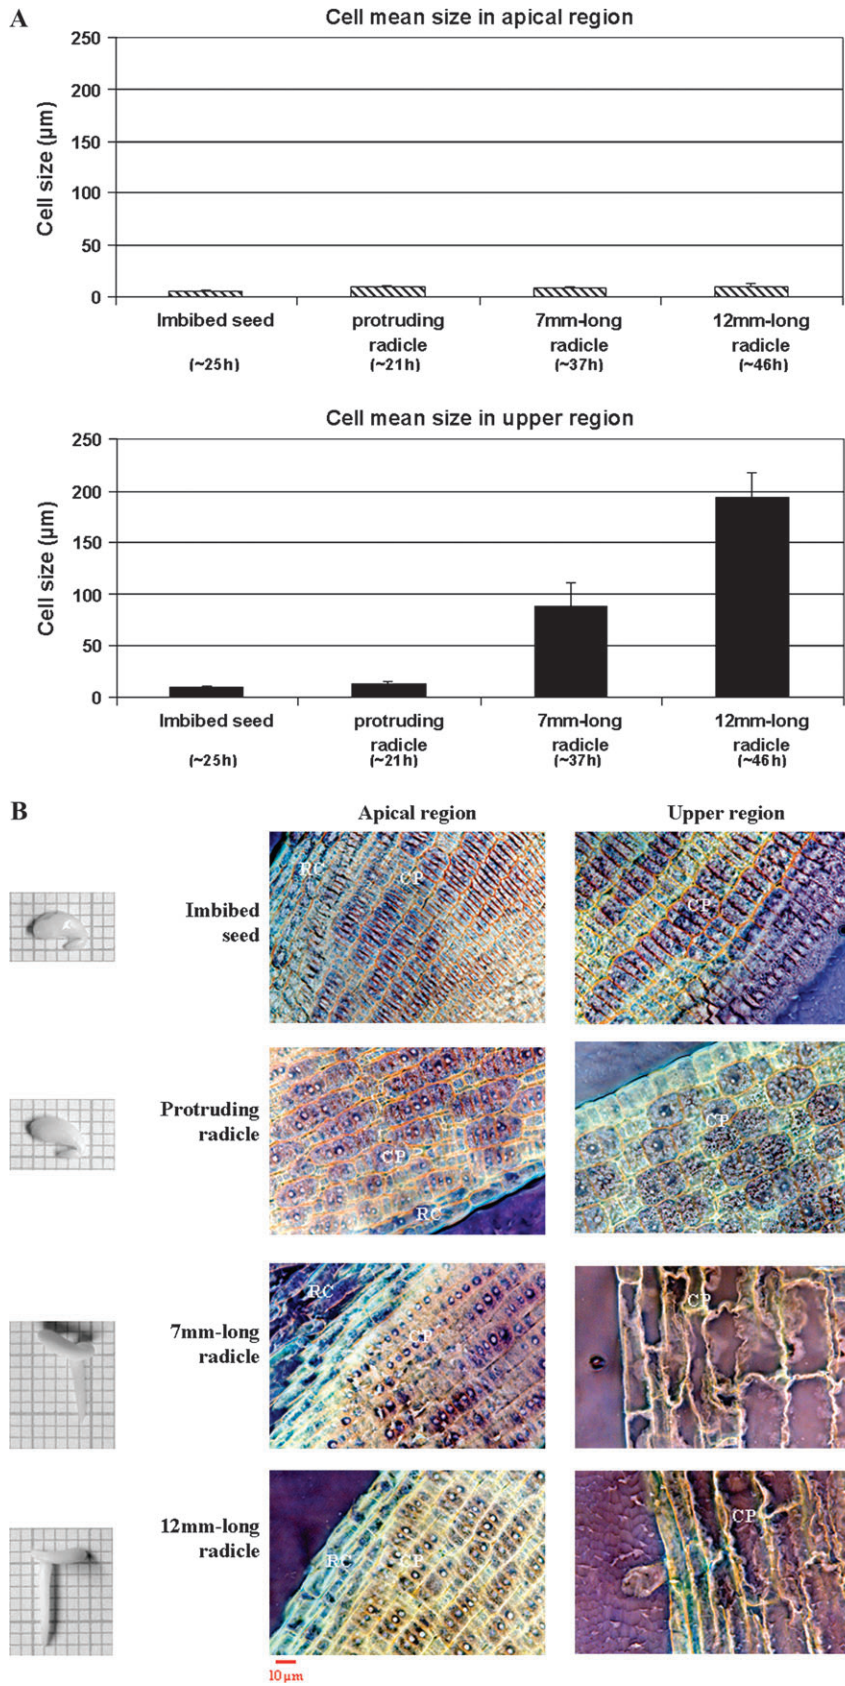 A
Cell mean size in apical region
250
200
150
100
50
0
Cell size (µm)
Imbibed seed
(~25h)
protruding
radicle
(~21h)
7mm-long
radicle
(~37h)
12mm-long
radicle
(~46h)
Cell mean size in upper region
250
200
150
100
50
0
Cell size (µm)
Imbibed seed
(~25h)
protruding
radicle
(~21h)
7mm-long
radicle
(~37h)
12mm-long
radicle
(~46h)
B
Apical region
Upper region
Imbibed
seed
RC
CP
CP
Protruding
radicle
CP
RC
CP
7mm-long
radicle
RC
CP
CP
12mm-long
radicle
RC
CP
CP
10 µm